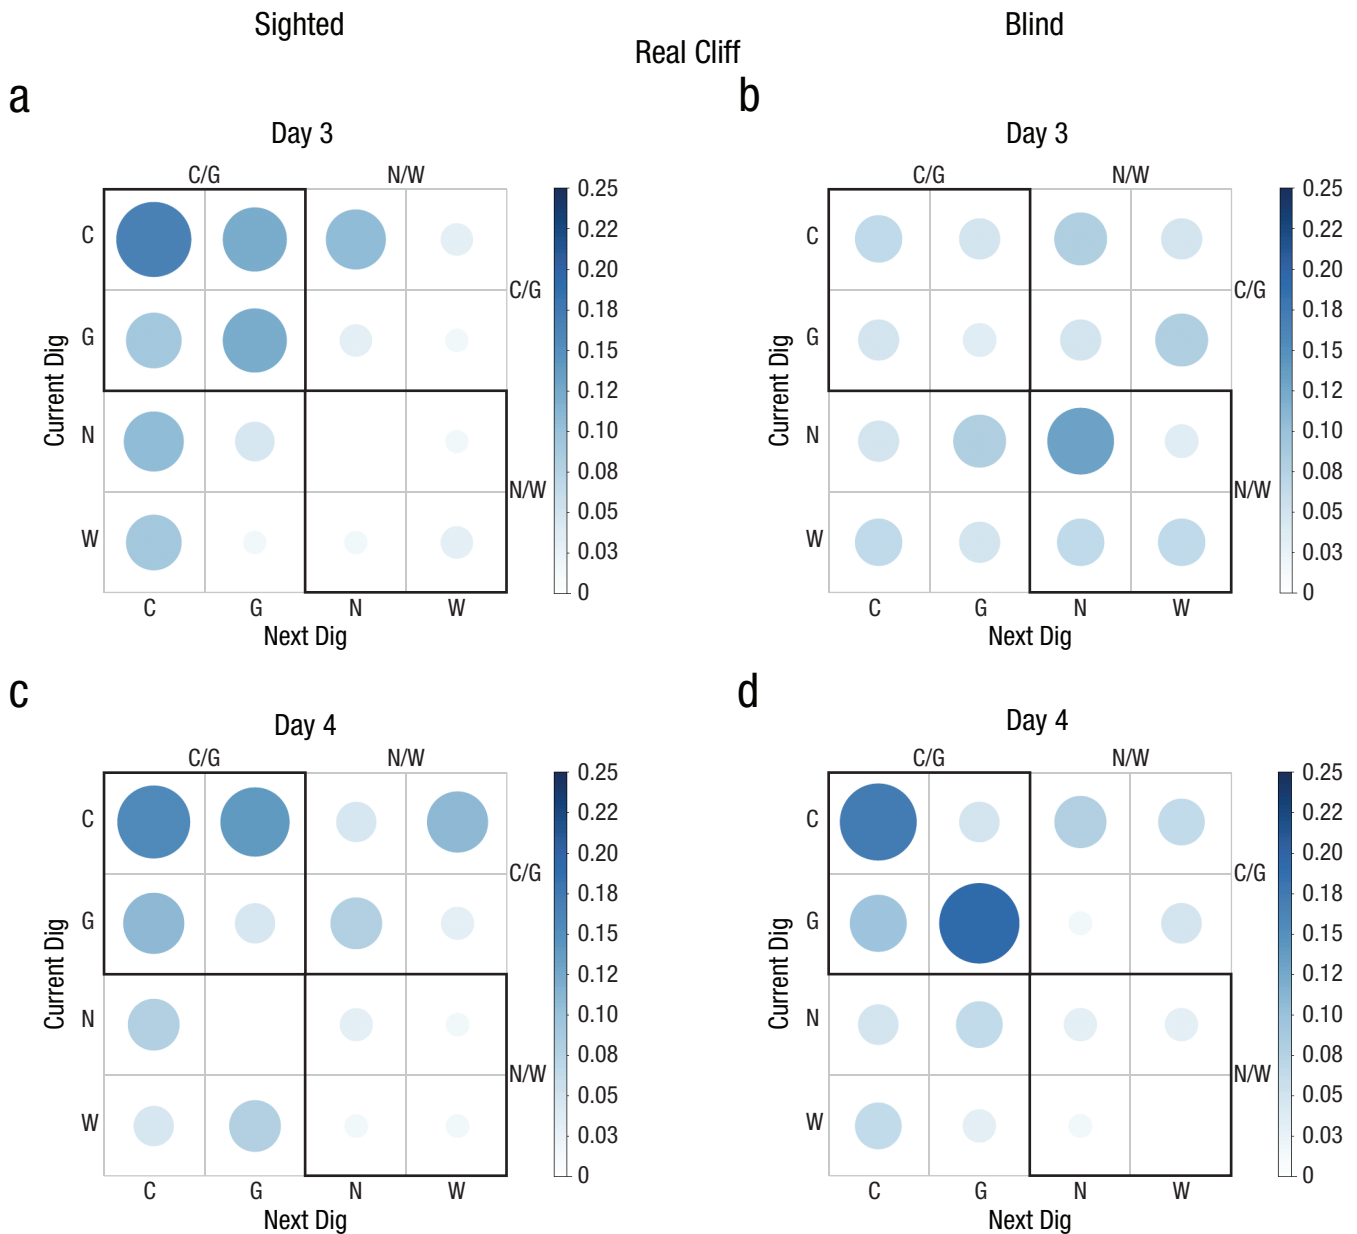 Sighted
Blind
Real Cliff
a
Day 3
C/G N/W
C
G
N
W
Current Dig
C G N W
Next Dig
C/G
N/W
0.25
0.22
0.20
0.18
0.15
0.12
0.10
0.08
0.05
0.03
0
b
Day 3
C/G N/W
C
G
N
W
Current Dig
C G N W
Next Dig
C/G
N/W
0.25
0.22
0.20
0.18
0.15
0.12
0.10
0.08
0.05
0.03
0
c
Day 4
C/G N/W
C
G
N
W
Current Dig
C G N W
Next Dig
C/G
N/W
0.25
0.22
0.20
0.18
0.15
0.12
0.10
0.08
0.05
0.03
0
d
Day 4
C/G N/W
C
G
N
W
Current Dig
C G N W
Next Dig
C/G
N/W
0.25
0.22
0.20
0.18
0.15
0.12
0.10
0.08
0.05
0.03
0